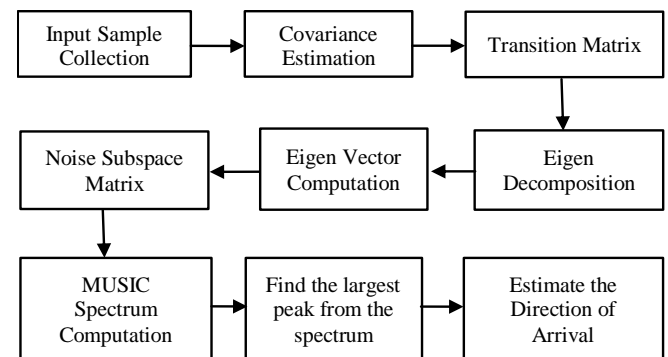 Input Sample
Collection
Covariance
Estimation
Transition Matrix
Noise Subspace
Matrix
Eigen Vector
Computation
Eigen
Decomposition
MUSIC
Spectrum
Computation
Find the largest
peak from the
spectrum
Estimate the
Direction of
Arrival